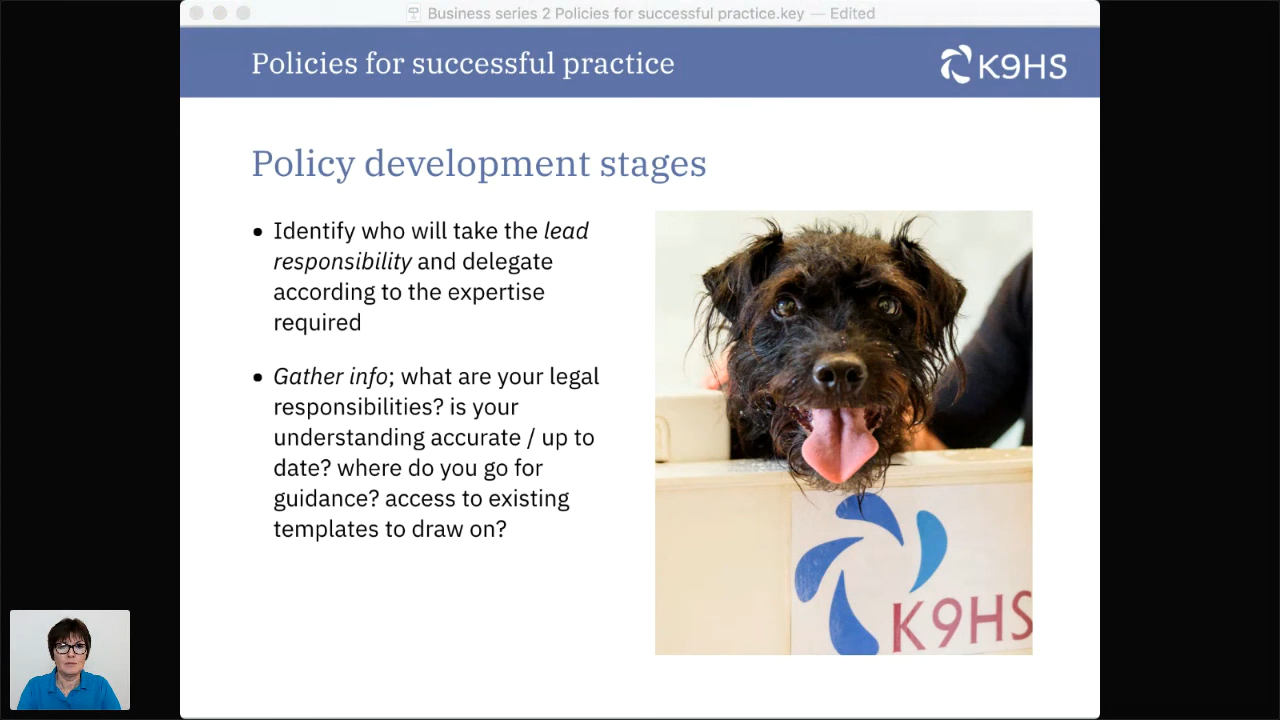 Business series 2 Policies for successful practice.key — Edited
Policies for successful practice
K9HS
Policy development stages
• Identify who will take the lead
responsibility and delegate
according to the expertise
required
• Gather info; what are your legal
responsibilities? is your
understanding accurate / up to
date? where do you go for
guidance? access to existing
templates to draw on?
K9HS